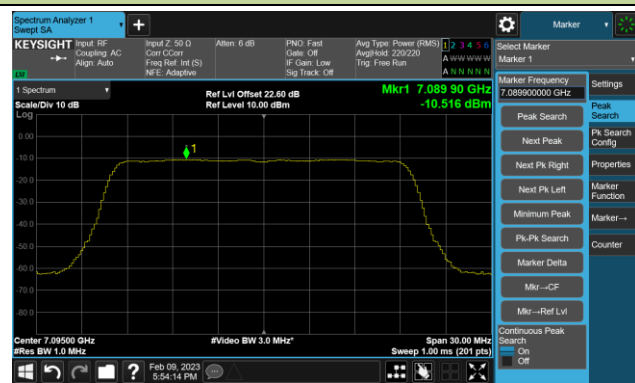 Spectrum Analyzer 1
Swept SA
Marker
KEYSIGHT
Input: RF
Coupling: AC
Align: Auto
Input Z: 50 Ω
Corr CCorr
Freq Ref: Int (S)
NFE: Adaptive
Atten: 6 dB
PNO: Fast
Gate: Off
IF Gain: Low
Sig Track: Off
Avg Type: Power (RMS)
Avg|Hold: 220/220
Trig: Free Run
1 2 3 4 5 6
A W W W W W
A N N N N N
LW
Select Marker
Marker 1
1 Spectrum
Scale/Div 10 dB
Log
Ref Lvl Offset 22.60 dB
Ref Level 10.00 dBm
Mkr1 7.089 90 GHz
-10.516 dBm
0.00
-10.0
-20.0
-30.0
-40.0
-50.0
-60.0
-70.0
-80.0
1
Center 7.09500 GHz
#Res BW 1.0 MHz
#Video BW 3.0 MHz*
Span 30.00 MHz
Sweep 1.00 ms (201 pts)
Marker Frequency
7.089900000 GHz
Peak Search
Next Peak
Next Pk Right
Next Pk Left
Minimum Peak
Pk-Pk Search
Marker Delta
Mkr→CF
Mkr→Ref Lvl
Continuous Peak
Search
On
Off
Settings
Peak
Search
Pk Search
Config
Properties
Marker
Function
Marker→
Counter
Feb 09, 2023
5:54:14 PM